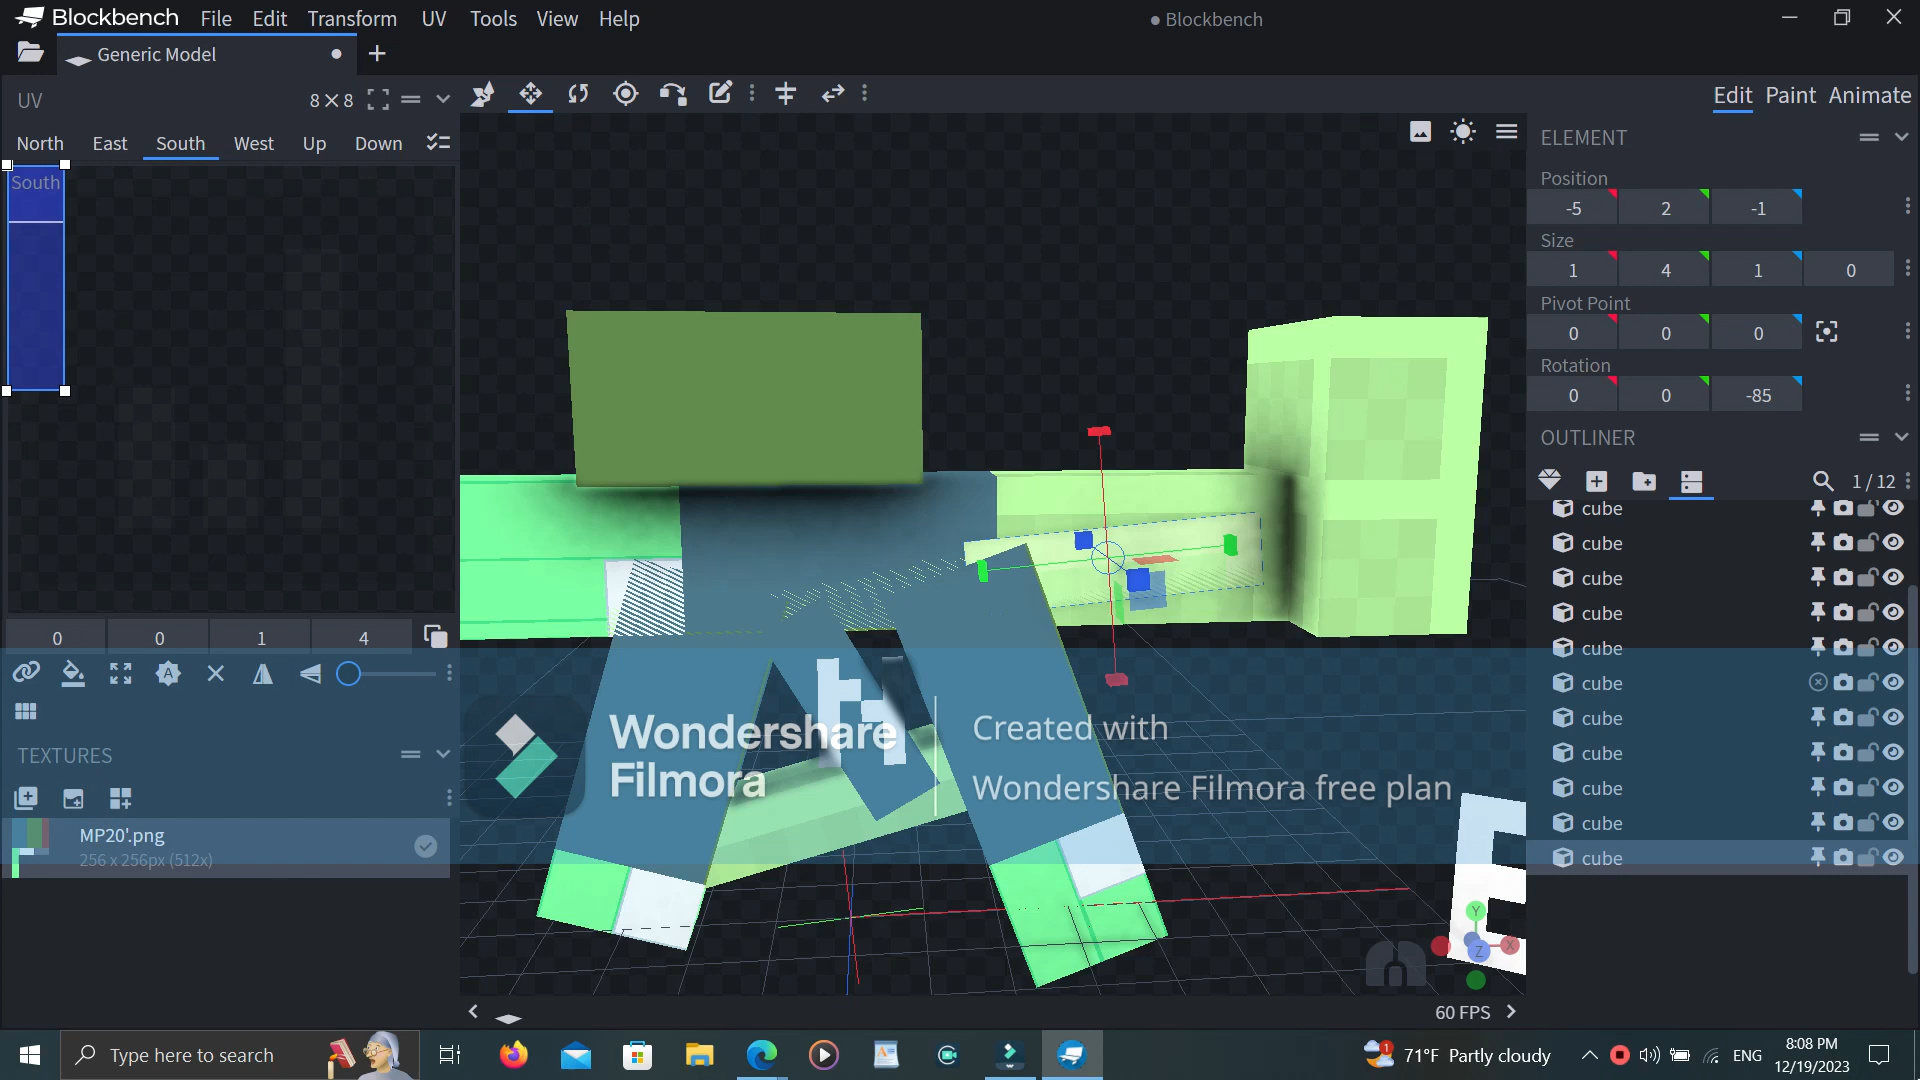 Blockbench File Edit Transform UV Tools View Help
● Blockbench
Generic Model
UV
8×8
Edit Paint Animate
North East South West Up Down
South
ELEMENT
Position
-5 2 -1
Size
1 4 1 0
Pivot Point
0 0 0
Rotation
0 0 -85
OUTLINER
1 / 12
cube
cube
cube
cube
cube
cube
cube
cube
cube
cube
cube
0 0 1 4
A
TEXTURES
MP20'.png
256 x 256px (512x)
Wondershare
Filmora
Created with
Wondershare Filmora free plan
Y
X
Z
60 FPS
Type here to search
1
71°F Partly cloudy
ENG
8:08 PM
12/19/2023